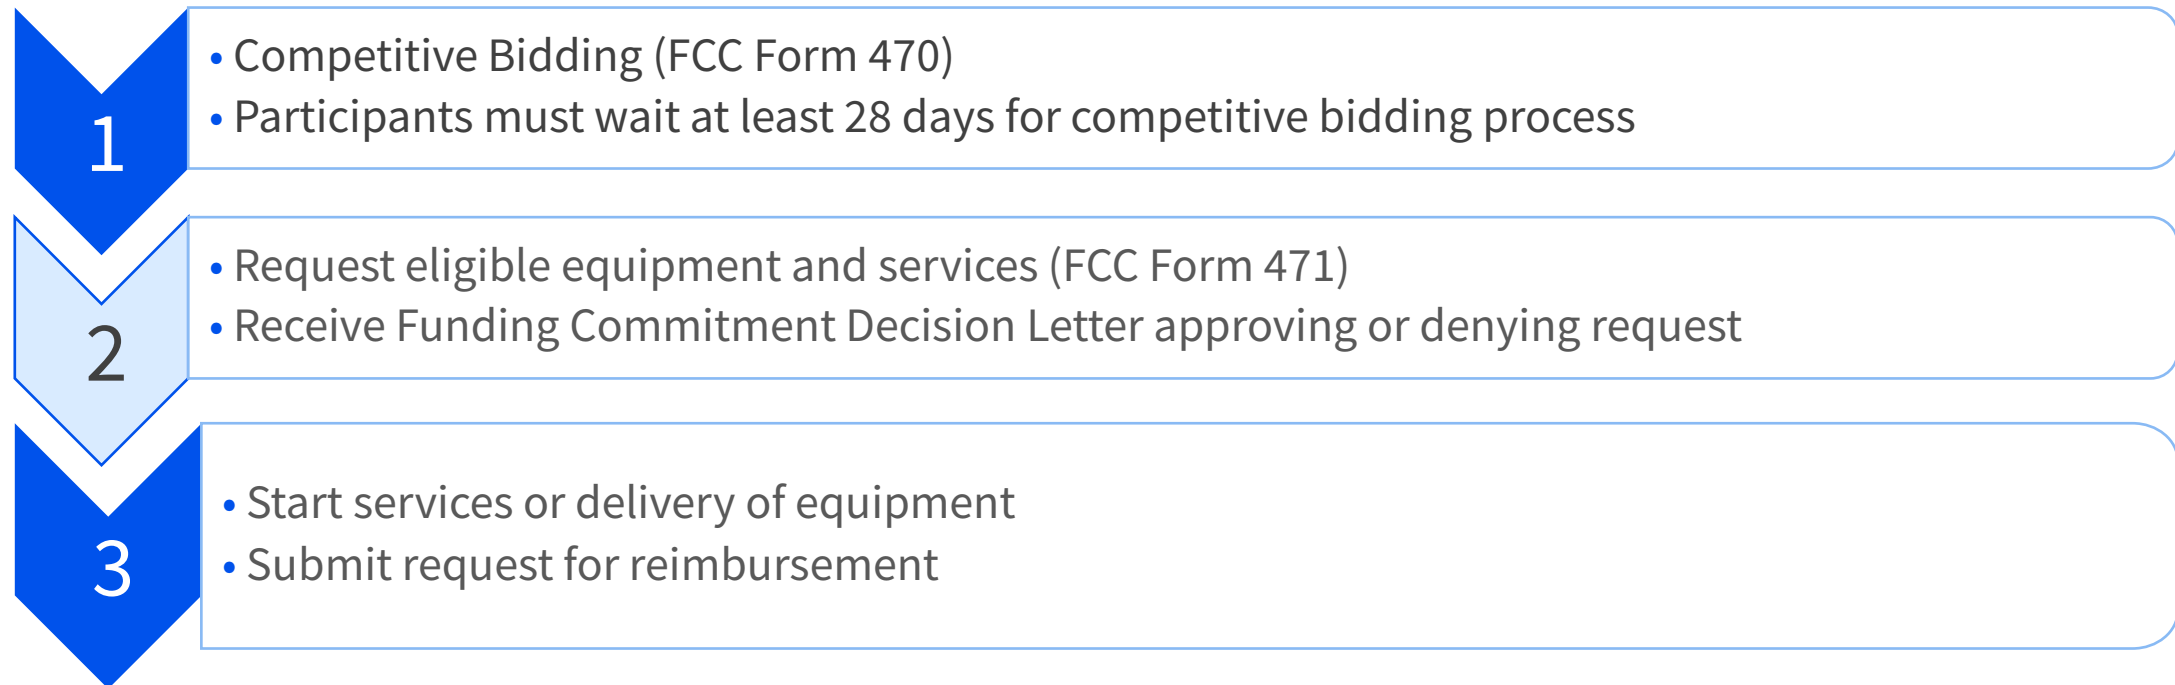 1
• Competitive Bidding (FCC Form 470)
• Participants must wait at least 28 days for competitive bidding process
2
• Request eligible equipment and services (FCC Form 471)
• Receive Funding Commitment Decision Letter approving or denying request
3
• Start services or delivery of equipment
• Submit request for reimbursement